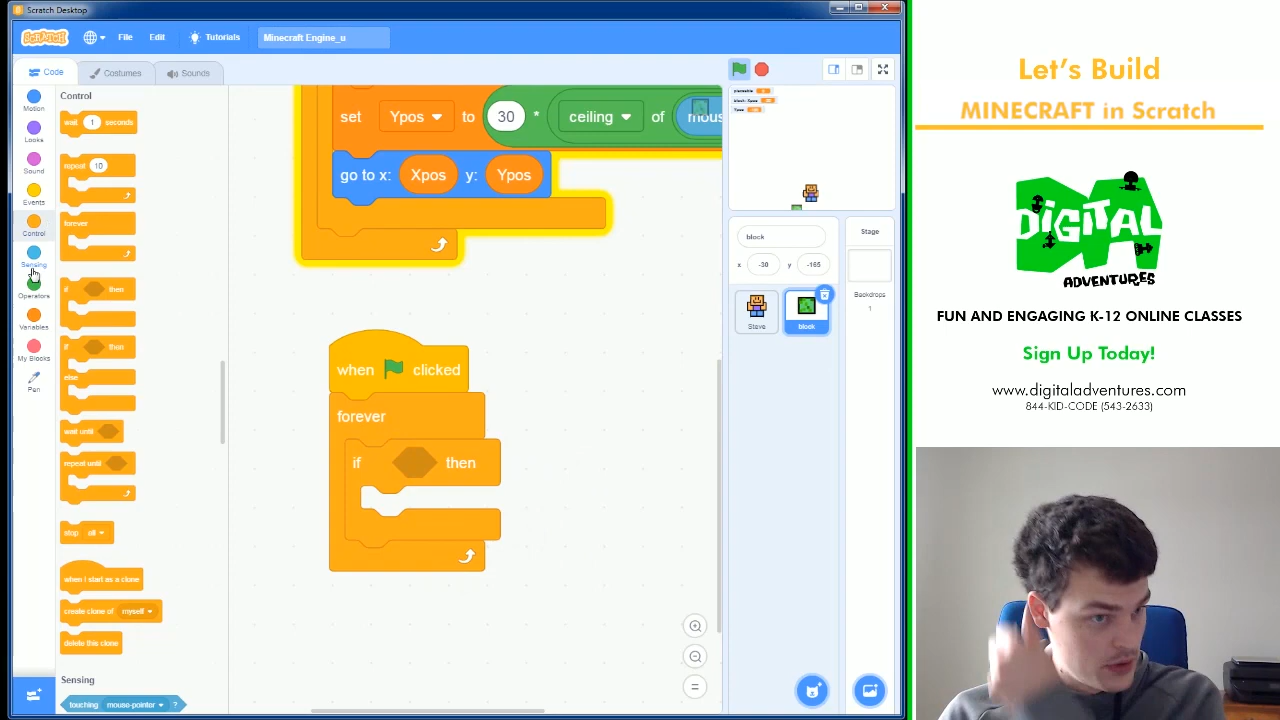 Scratch Desktop
SCRATCH
File
Edit
Tutorials
Minecraft Engine_u
Code
Costumes
Sounds
Motion
Looks
Sound
Events
Control
Sensing
Operators
Variables
My Blocks
Pen
Control
wait 1 seconds
repeat 10
forever
if then
if then
else
wait until
repeat until
stop all
when I start as a clone
create clone of myself
delete this clone
Sensing
touching mouse-pointer ?
set Ypos to 30 * ceiling of mous
go to x: Xpos y: Ypos
when clicked
forever
if then
block
x -30 y -165
Steve
block
Stage
Backdrops
1
Let's Build
MINECRAFT in Scratch
DIGITAL
ADVENTURES
FUN AND ENGAGING K-12 ONLINE CLASSES
Sign Up Today!
www.digitaladventures.com
844-KID-CODE (543-2633)